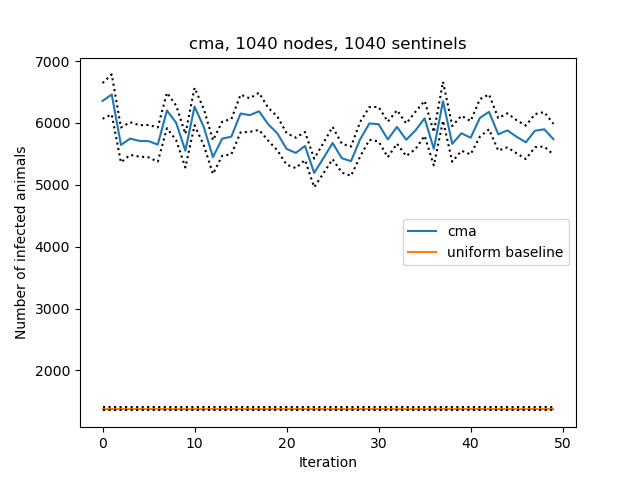 cma, 1040 nodes, 1040 sentinels
7000
6000
5000
4000
3000
2000
Number of infected animals
cma
uniform baseline
0
10
20
30
40
50
Iteration